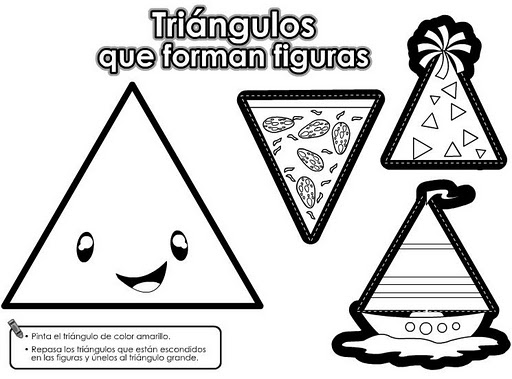 Triángulos
que forman figuras
• Pinta el triángulo de color amarillo.
• Repasa los triángulos que están escondidos
en las figuras y únelos al triángulo grande.